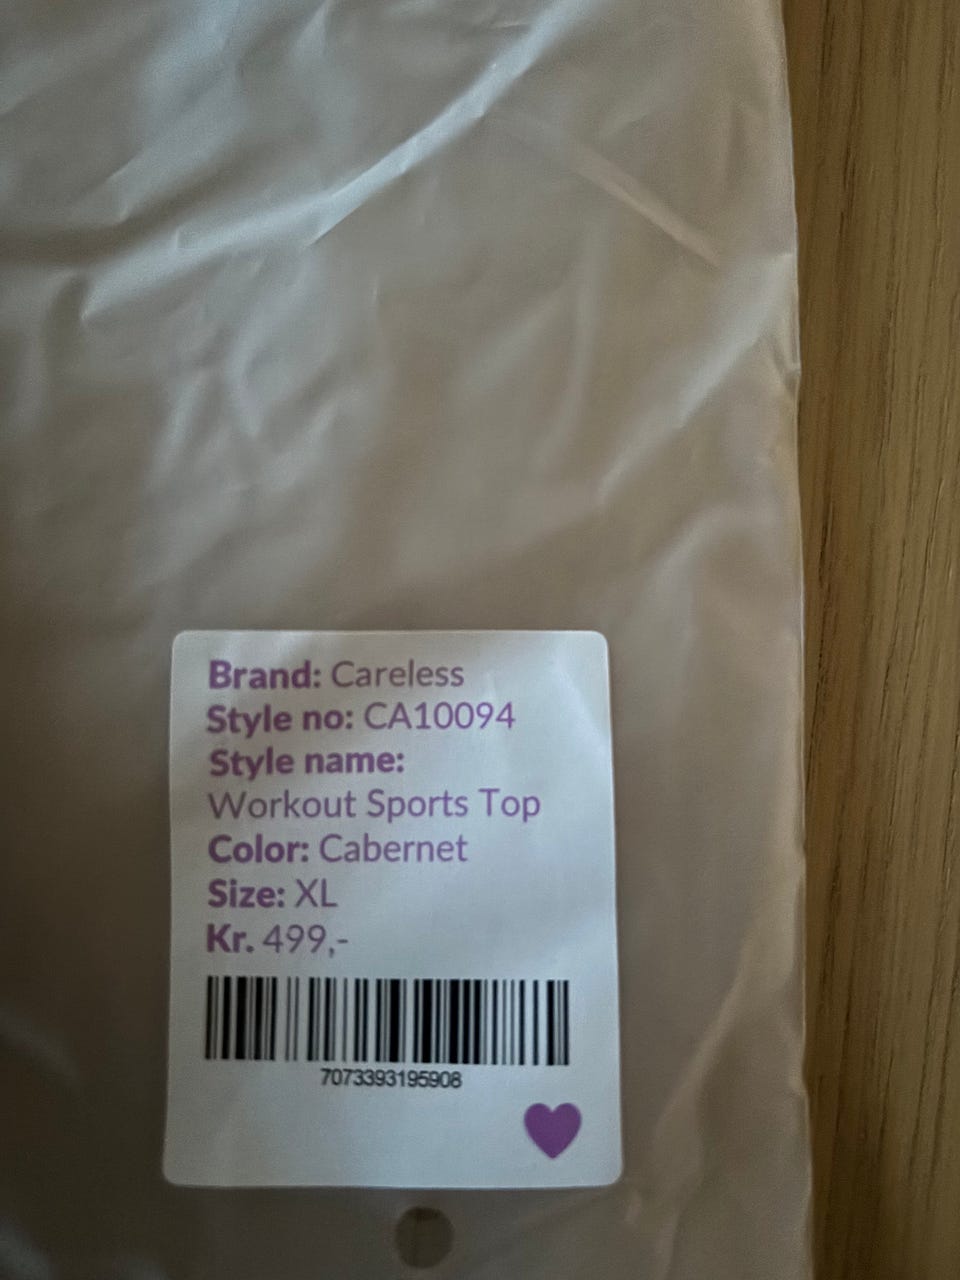 Brand: Careless
Style no: CA10094
Style name:
Workout Sports Top
Color: Cabernet
Size: XL
Kr. 499,-
7073393195908